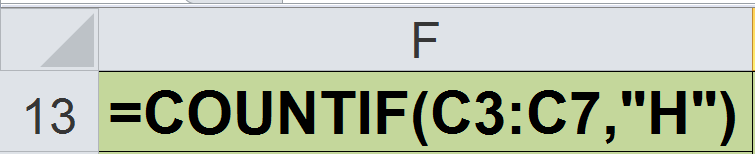 F
13 =COUNTIF(C3:C7,"H")